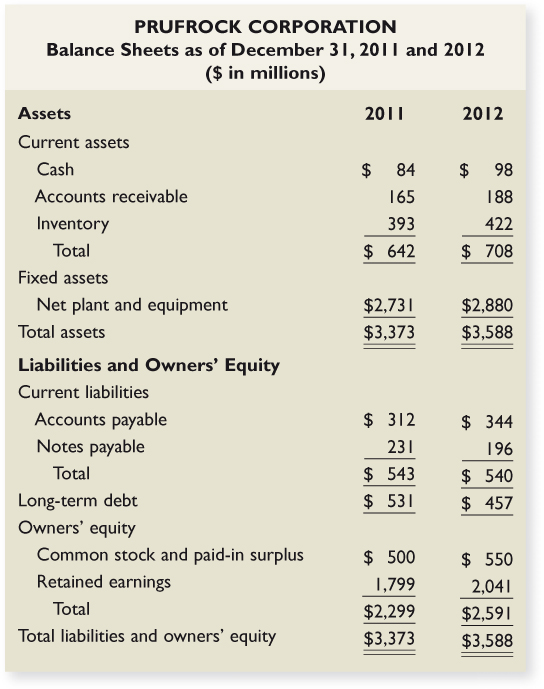 PRUFROCK CORPORATION
Balance Sheets as of December 31, 2011 and 2012
($ in millions)
Assets 2011 2012
Current assets
Cash $ 84 $ 98
Accounts receivable 165 188
Inventory 393 422
Total $ 642 $ 708
Fixed assets
Net plant and equipment $2,731 $2,880
Total assets $3,373 $3,588
Liabilities and Owners' Equity
Current liabilities
Accounts payable $ 312 $ 344
Notes payable 231 196
Total $ 543 $ 540
Long-term debt $ 531 $ 457
Owners' equity
Common stock and paid-in surplus $ 500 $ 550
Retained earnings 1,799 2,041
Total $2,299 $2,591
Total liabilities and owners' equity $3,373 $3,588